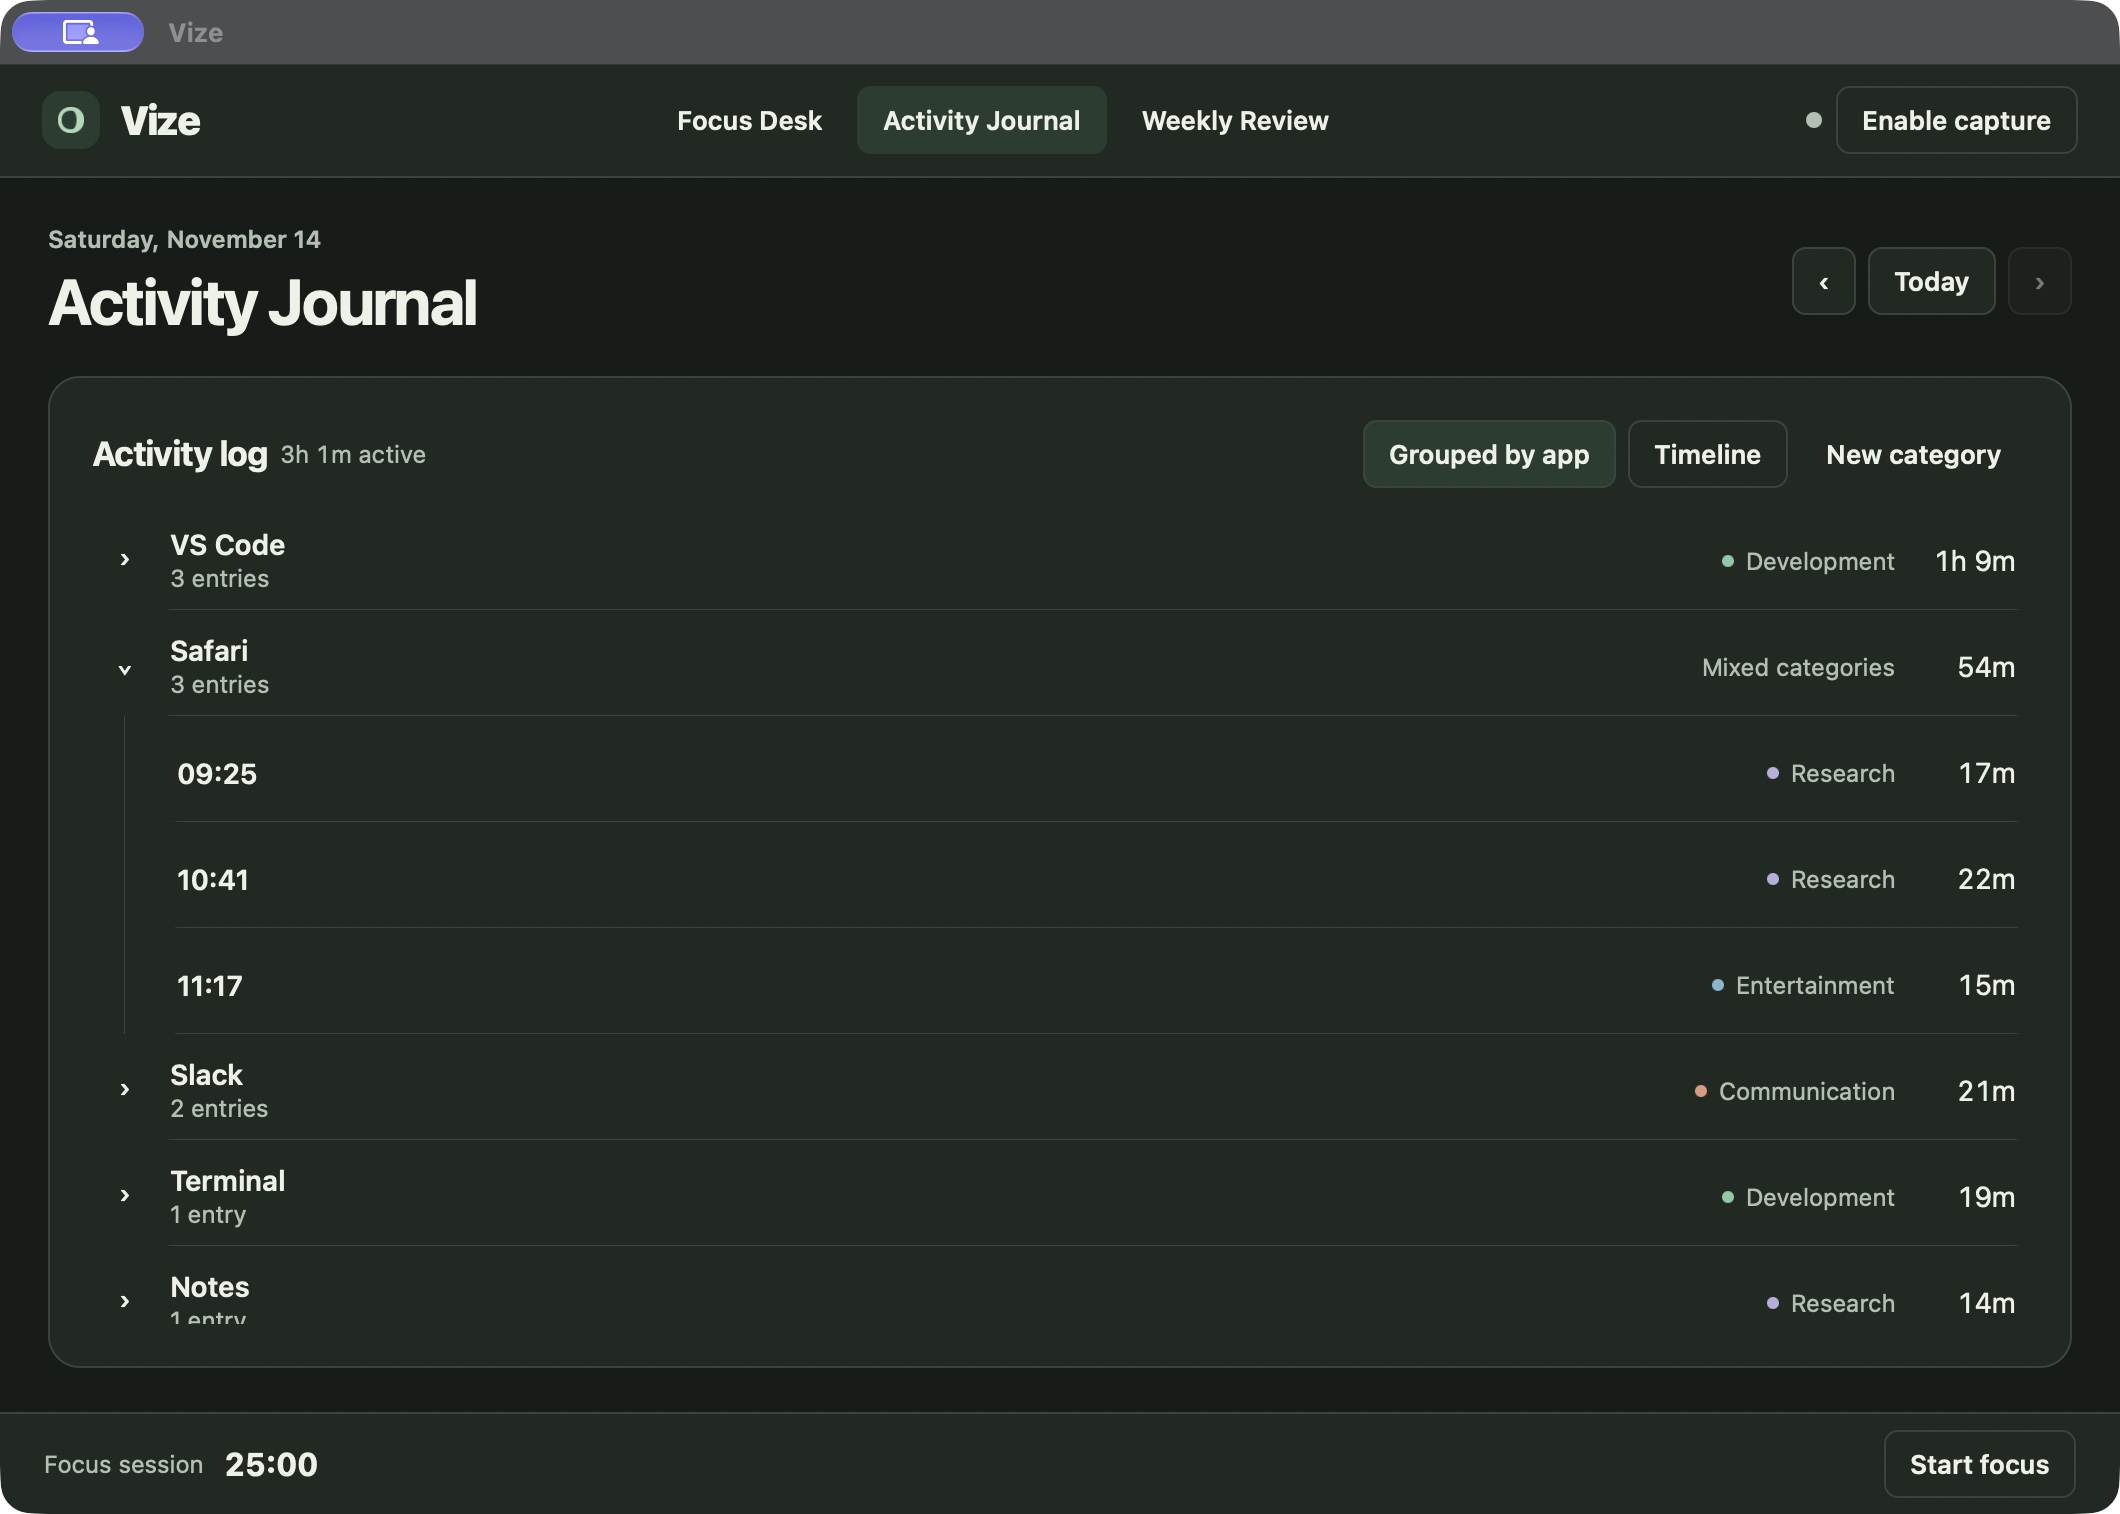 Vize
O Vize
Focus Desk
Activity Journal
Weekly Review
Enable capture
Saturday, November 14
Activity Journal
‹
Today
›
Activity log 3h 1m active
Grouped by app
Timeline
New category
VS Code
3 entries
Development 1h 9m
Safari
3 entries
Mixed categories 54m
09:25 Research 17m
10:41 Research 22m
11:17 Entertainment 15m
Slack
2 entries
Communication 21m
Terminal
1 entry
Development 19m
Notes
1 entry
Research 14m
Focus session 25:00
Start focus